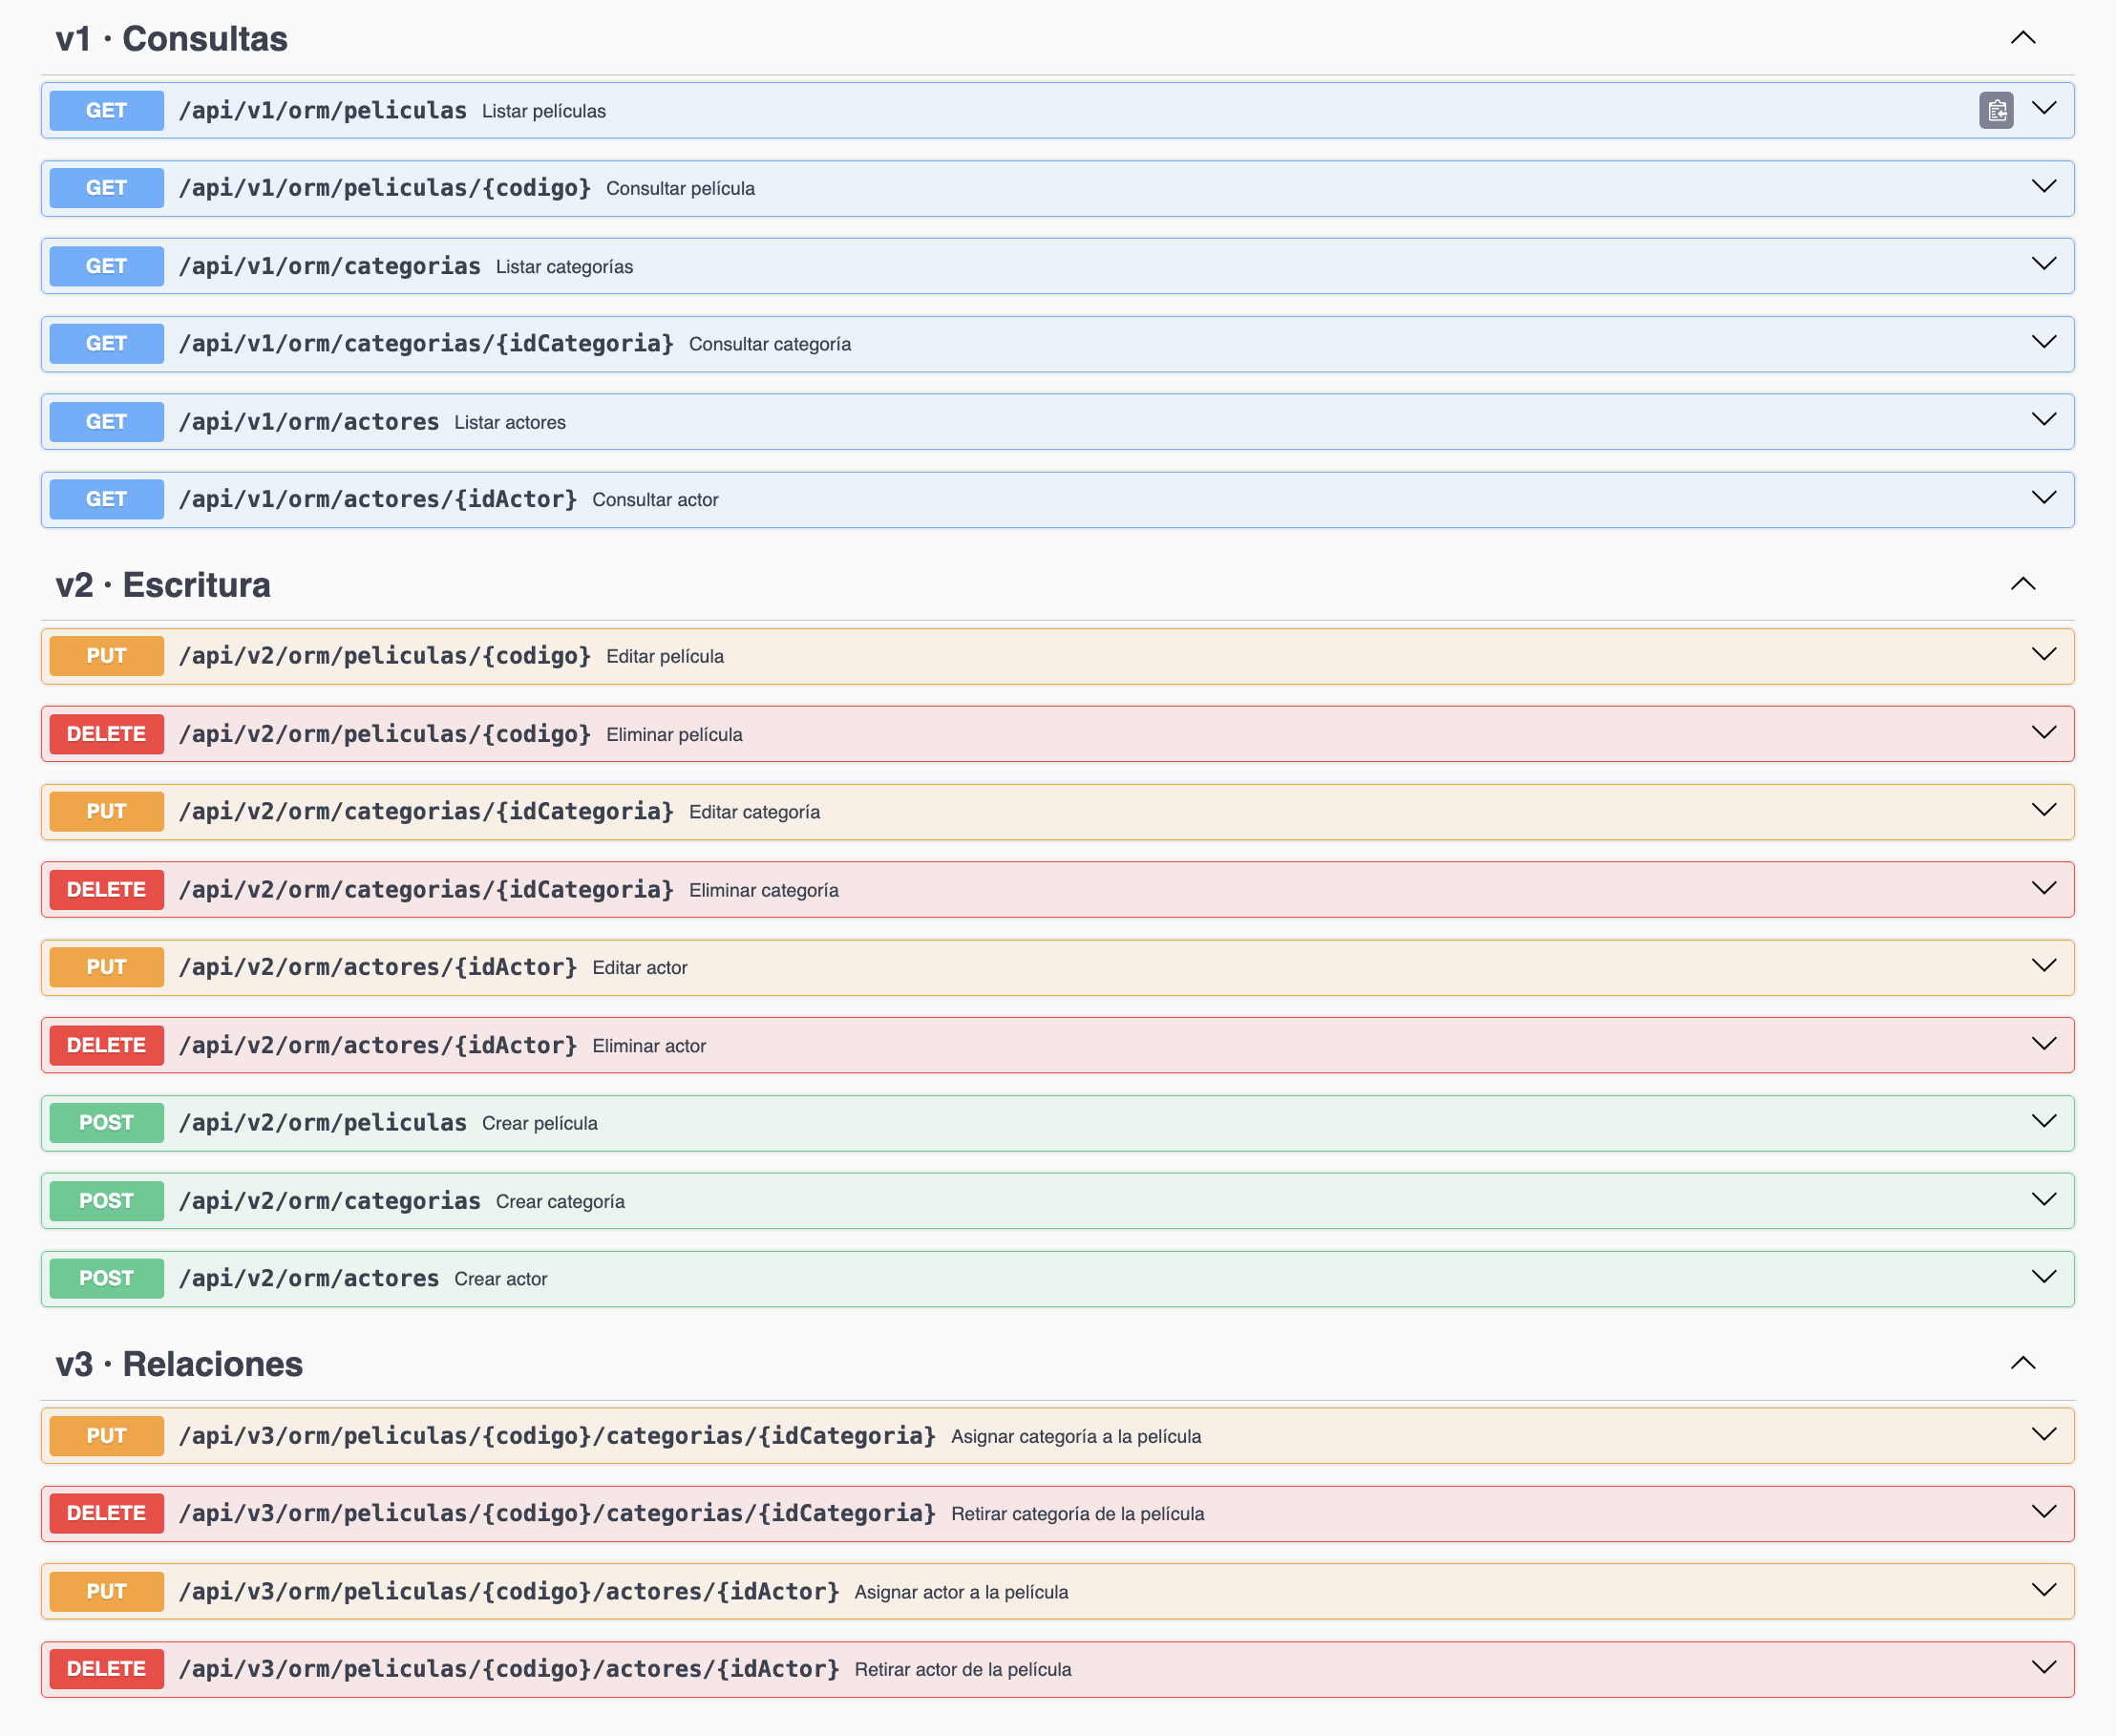 v1 · Consultas
GET /api/v1/orm/peliculas Listar películas
GET /api/v1/orm/peliculas/{codigo} Consultar película
GET /api/v1/orm/categorias Listar categorías
GET /api/v1/orm/categorias/{idCategoria} Consultar categoría
GET /api/v1/orm/actores Listar actores
GET /api/v1/orm/actores/{idActor} Consultar actor
v2 · Escritura
PUT /api/v2/orm/peliculas/{codigo} Editar película
DELETE /api/v2/orm/peliculas/{codigo} Eliminar película
PUT /api/v2/orm/categorias/{idCategoria} Editar categoría
DELETE /api/v2/orm/categorias/{idCategoria} Eliminar categoría
PUT /api/v2/orm/actores/{idActor} Editar actor
DELETE /api/v2/orm/actores/{idActor} Eliminar actor
POST /api/v2/orm/peliculas Crear película
POST /api/v2/orm/categorias Crear categoría
POST /api/v2/orm/actores Crear actor
v3 · Relaciones
PUT /api/v3/orm/peliculas/{codigo}/categorias/{idCategoria} Asignar categoría a la película
DELETE /api/v3/orm/peliculas/{codigo}/categorias/{idCategoria} Retirar categoría de la película
PUT /api/v3/orm/peliculas/{codigo}/actores/{idActor} Asignar actor a la película
DELETE /api/v3/orm/peliculas/{codigo}/actores/{idActor} Retirar actor de la película